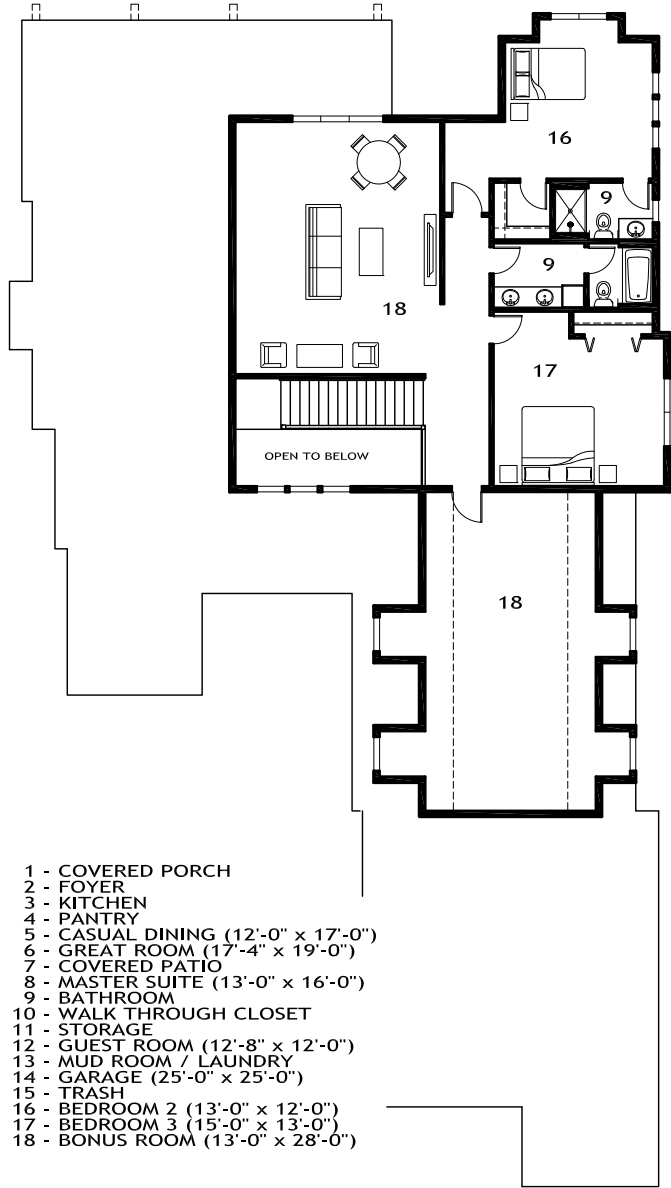 16
9
9
18
17
OPEN TO BELOW
18
1 - COVERED PORCH
2 - FOYER
3 - KITCHEN
4 - PANTRY
5 - CASUAL DINING (12'-0" x 17'-0")
6 - GREAT ROOM (17'-4" x 19'-0")
7 - COVERED PATIO
8 - MASTER SUITE (13'-0" x 16'-0")
9 - BATHROOM
10 - WALK THROUGH CLOSET
11 - STORAGE
12 - GUEST ROOM (12'-8" x 12'-0")
13 - MUD ROOM / LAUNDRY
14 - GARAGE (25'-0" x 25'-0")
15 - TRASH
16 - BEDROOM 2 (13'-0" x 12'-0")
17 - BEDROOM 3 (15'-0" x 13'-0")
18 - BONUS ROOM (13'-0" x 28'-0")